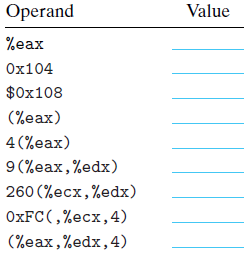 Operand Value
%eax
0x104
$0x108
(%eax)
4(%eax)
9(%eax,%edx)
260(%ecx,%edx)
0xFC(,%ecx,4)
(%eax,%edx,4)